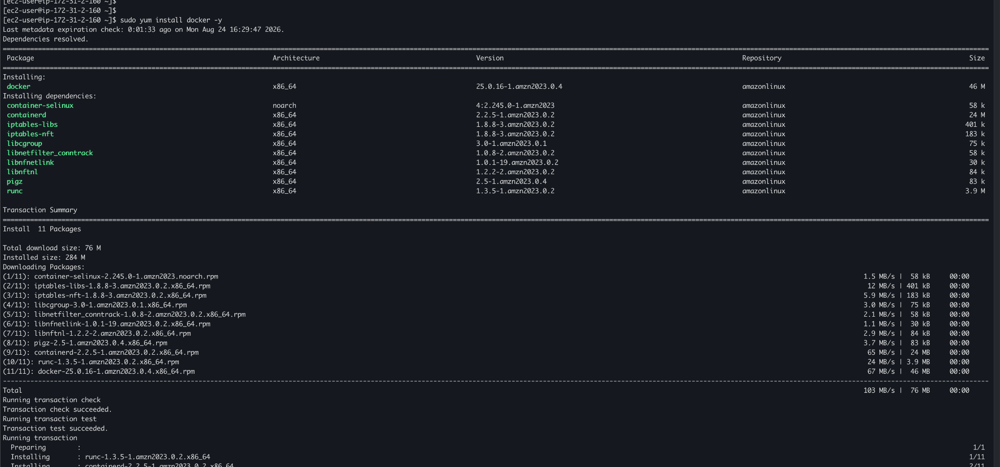 [ec2-user@ip-172-31-2-160 ~]$
[ec2-user@ip-172-31-2-160 ~]$
[ec2-user@ip-172-31-2-160 ~]$ sudo yum install docker -y
Last metadata expiration check: 0:01:33 ago on Mon Aug 24 16:29:47 2026.
Dependencies resolved.
Package Architecture Version Repository Size
Installing:
docker x86_64 25.0.16-1.amzn2023.0.4 amazonlinux 46 M
Installing dependencies:
container-selinux noarch 4:2.245.0-1.amzn2023 amazonlinux 58 k
containerd x86_64 2.2.5-1.amzn2023.0.2 amazonlinux 24 M
iptables-libs x86_64 1.8.8-3.amzn2023.0.2 amazonlinux 401 k
iptables-nft x86_64 1.8.8-3.amzn2023.0.2 amazonlinux 183 k
libcgroup x86_64 3.0-1.amzn2023.0.1 amazonlinux 75 k
libnetfilter_conntrack x86_64 1.0.8-2.amzn2023.0.2 amazonlinux 58 k
libnfnetlink x86_64 1.0.1-19.amzn2023.0.2 amazonlinux 30 k
libnftnl x86_64 1.2.2-2.amzn2023.0.2 amazonlinux 84 k
pigz x86_64 2.5-1.amzn2023.0.4 amazonlinux 83 k
runc x86_64 1.3.5-1.amzn2023.0.2 amazonlinux 3.9 M
Transaction Summary
Install  11 Packages
Total download size: 76 M
Installed size: 284 M
Downloading Packages:
(1/11): container-selinux-2.245.0-1.amzn2023.noarch.rpm 1.5 MB/s |  58 kB 00:00
(2/11): iptables-libs-1.8.8-3.amzn2023.0.2.x86_64.rpm 12 MB/s | 401 kB 00:00
(3/11): iptables-nft-1.8.8-3.amzn2023.0.2.x86_64.rpm 5.9 MB/s | 183 kB 00:00
(4/11): libcgroup-3.0-1.amzn2023.0.1.x86_64.rpm 3.0 MB/s |  75 kB 00:00
(5/11): libnetfilter_conntrack-1.0.8-2.amzn2023.0.2.x86_64.rpm 2.1 MB/s |  58 kB 00:00
(6/11): libnfnetlink-1.0.1-19.amzn2023.0.2.x86_64.rpm 1.1 MB/s |  30 kB 00:00
(7/11): libnftnl-1.2.2-2.amzn2023.0.2.x86_64.rpm 2.9 MB/s |  84 kB 00:00
(8/11): pigz-2.5-1.amzn2023.0.4.x86_64.rpm 3.7 MB/s |  83 kB 00:00
(9/11): containerd-2.2.5-1.amzn2023.0.2.x86_64.rpm 65 MB/s |  24 MB 00:00
(10/11): runc-1.3.5-1.amzn2023.0.2.x86_64.rpm 24 MB/s | 3.9 MB 00:00
(11/11): docker-25.0.16-1.amzn2023.0.4.x86_64.rpm 67 MB/s |  46 MB 00:00
Total 103 MB/s |  76 MB 00:00
Running transaction check
Transaction check succeeded.
Running transaction test
Transaction test succeeded.
Running transaction
Preparing : 1/1
Installing : runc-1.3.5-1.amzn2023.0.2.x86_64 1/11
Installing : containerd-2.2.5-1.amzn2023.0.2.x86_64 2/11